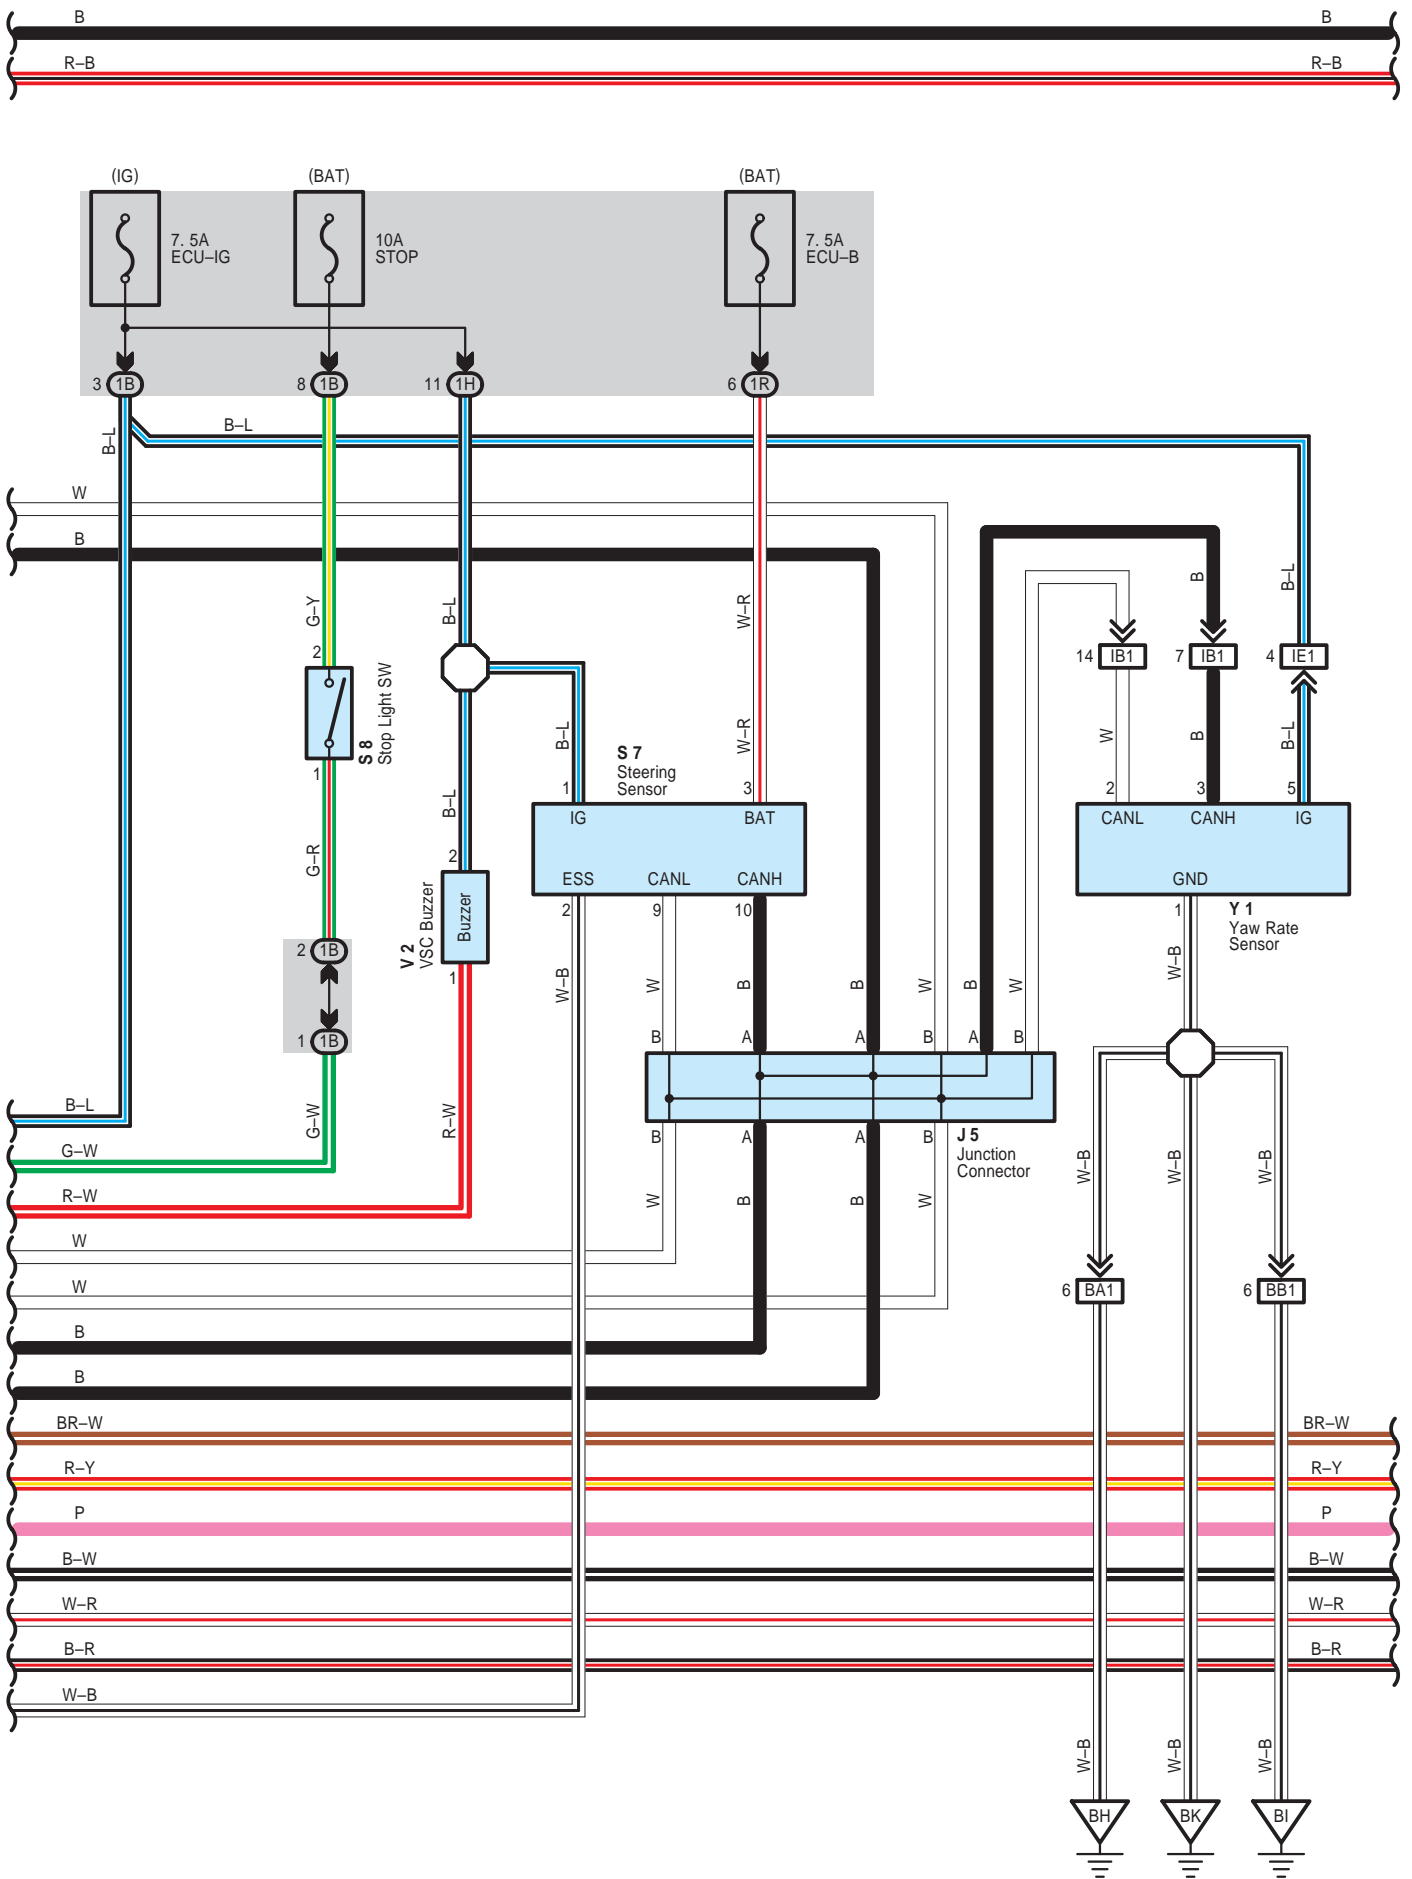 B
B
R–B
R–B
(IG)
(BAT)
(BAT)
7. 5A
ECU–IG
10A
STOP
7. 5A
ECU–B
3
1B
8
1B
11
1H
6
1R
B–L
B–L
W
B
G–Y
B–L
W–R
B
B–L
2
14
IB1
7
IB1
4
IE1
S 8
Stop Light SW
B–L
W–R
W
B
B–L
S 7
Steering
Sensor
1
1
3
2
3
5
B–L
IG
BAT
CANL
CANH
IG
G–R
2
ESS
CANL
CANH
GND
V 2
VSC Buzzer
Buzzer
2
9
10
1
Y 1
Yaw Rate
Sensor
2
1B
1
W–B
W
B
B
W
B
W
W–B
1
1B
B
A
A
B
A
B
B–L
G–W
R–W
B
A
A
B
J 5
Junction
Connector
G–W
W–B
W–B
W–B
R–W
W
B
B
W
W
W
6
BA1
6
BB1
B
B
BR–W
BR–W
R–Y
R–Y
P
P
B–W
B–W
W–R
W–R
B–R
B–R
W–B
W–B
W–B
W–B
BH
BK
BI